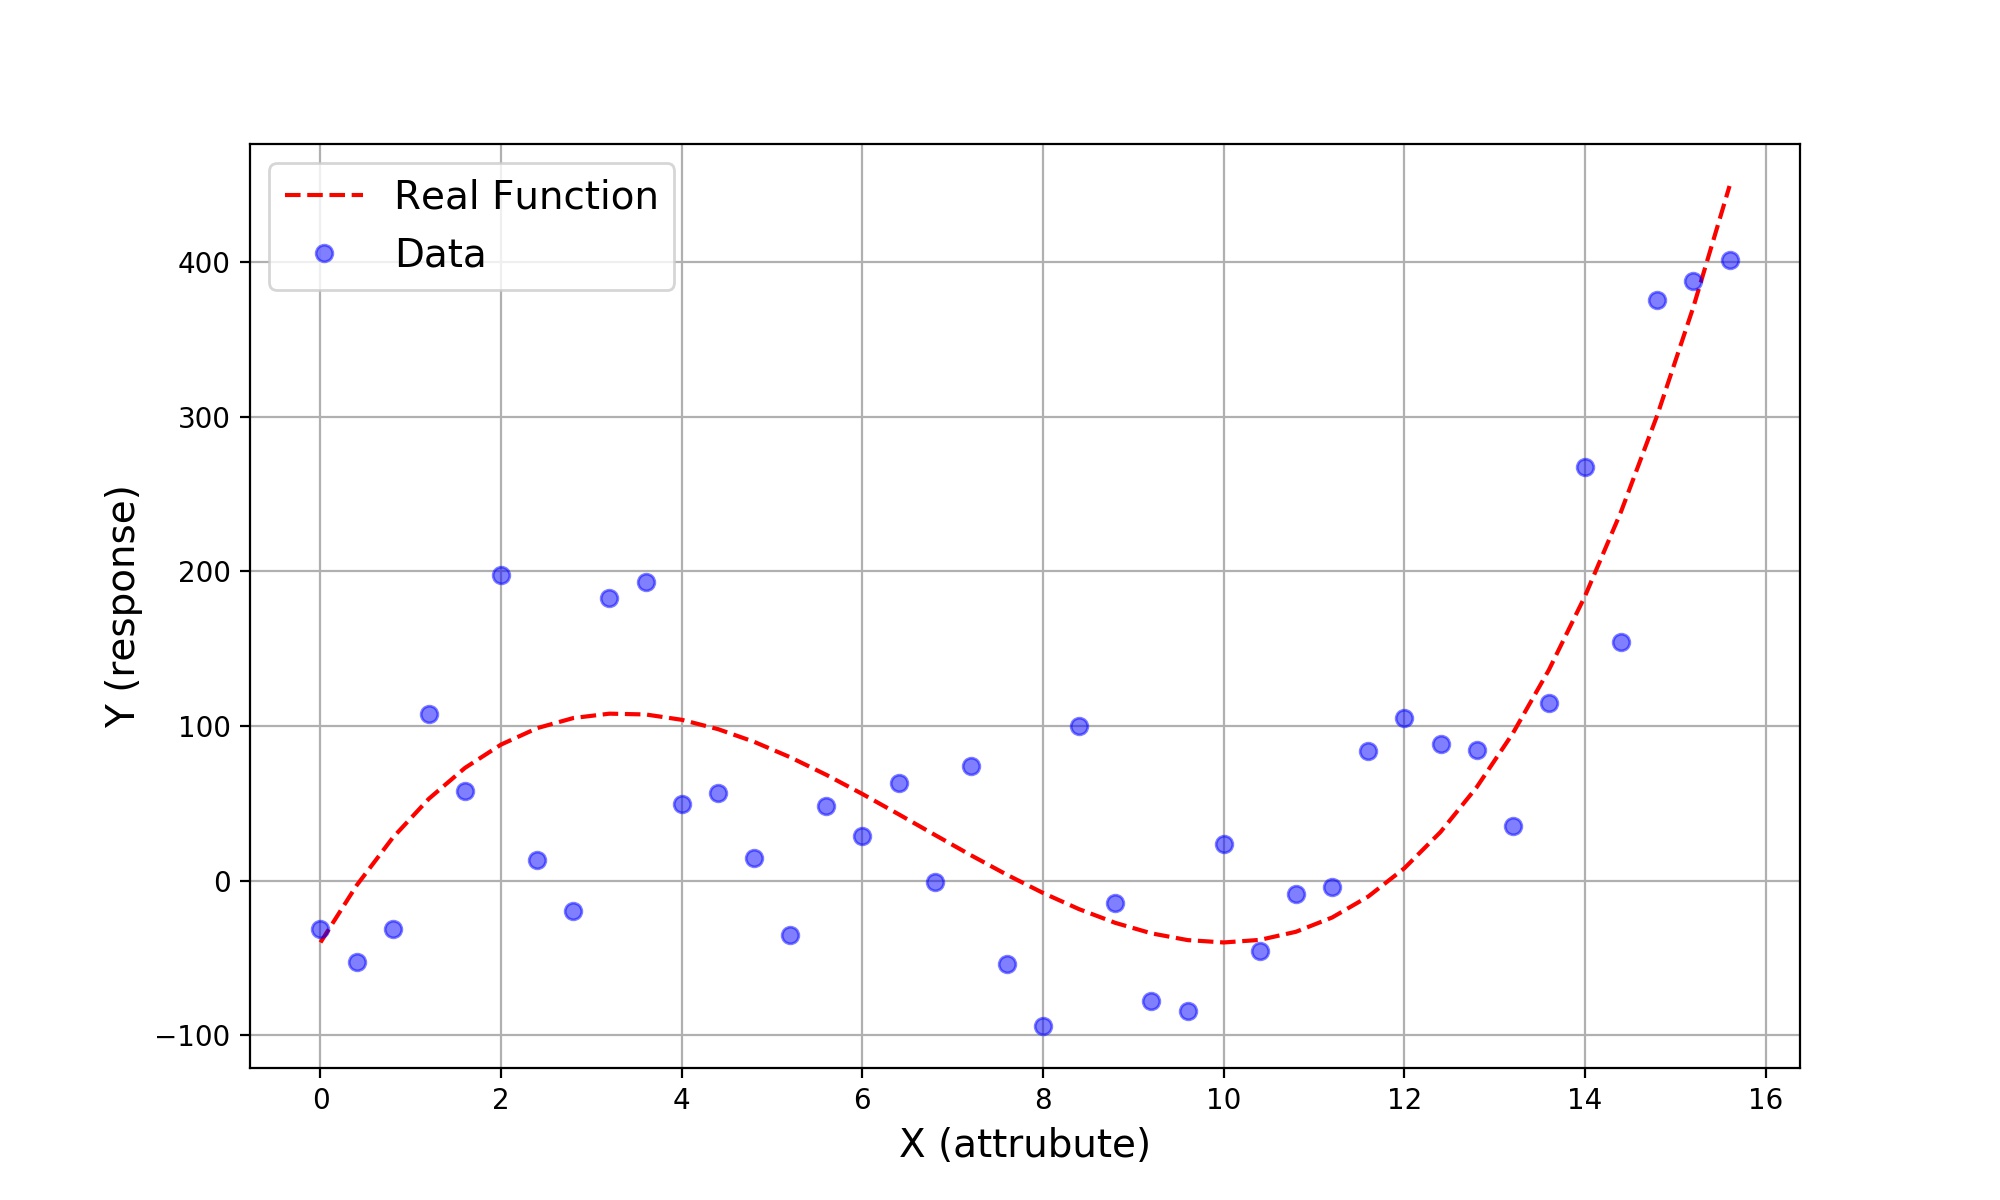 Real Function
Data
400
300
200
100
0
−100
Y (response)
0 2 4 6 8 10 12 14 16
X (attrubute)